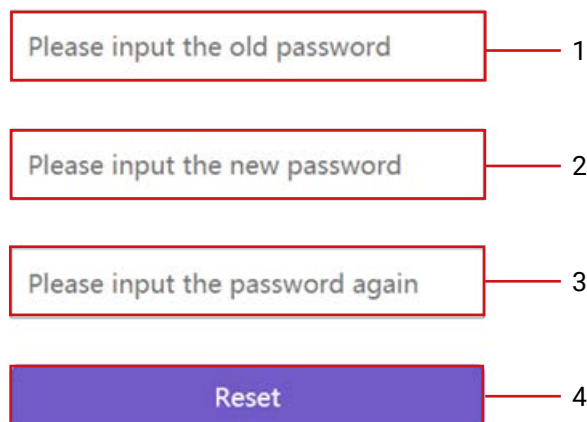 Please input the old password 1
Please input the new password 2
Please input the password again 3
Reset 4